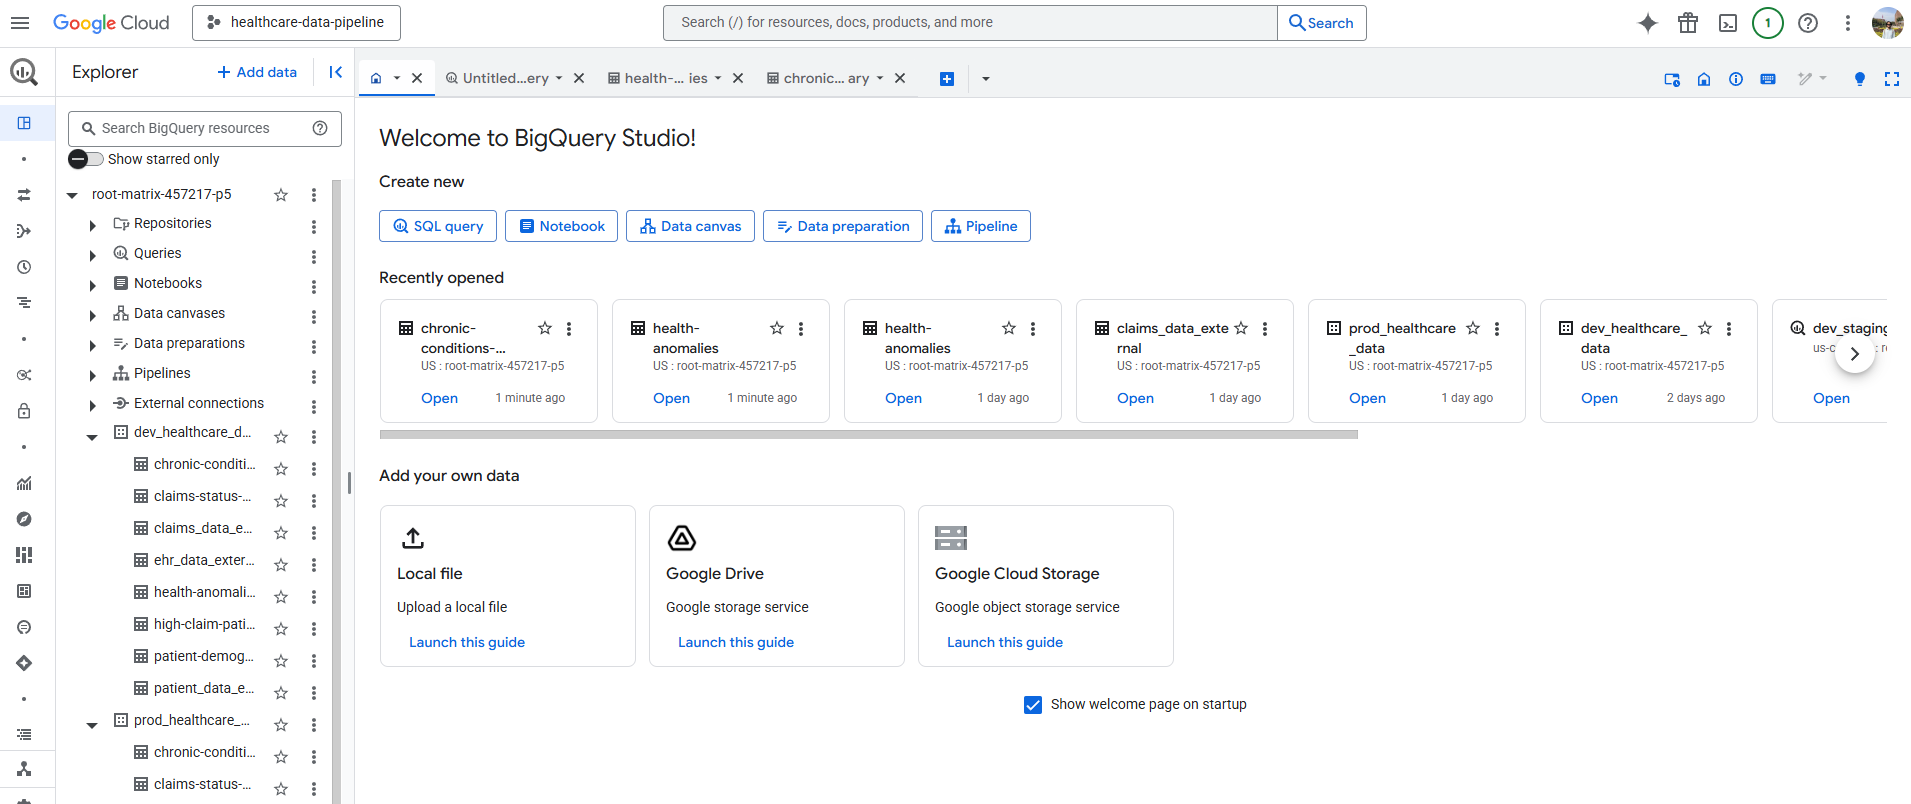 Google Cloud
healthcare-data-pipeline
Search (/) for resources, docs, products, and more
Search
1
Explorer
+ Add data
Search BigQuery resources
Show starred only
root-matrix-457217-p5
Repositories
Queries
Notebooks
Data canvases
Data preparations
Pipelines
External connections
dev_healthcare_d...
chronic-conditi...
claims-status-...
claims_data_e...
ehr_data_exter...
health-anomali...
high-claim-pati...
patient-demog...
patient_data_e...
prod_healthcare_...
chronic-conditi...
claims-status-...
Untitled...ery
health-... ies
chronic... ary
Welcome to BigQuery Studio!
Create new
SQL query
Notebook
Data canvas
Data preparation
Pipeline
Recently opened
chronic-
conditions-...
US : root-matrix-457217-p5
Open
1 minute ago
health-
anomalies
US : root-matrix-457217-p5
Open
1 minute ago
health-
anomalies
US : root-matrix-457217-p5
Open
1 day ago
claims_data_exte
rnal
US : root-matrix-457217-p5
Open
1 day ago
prod_healthcare
_data
US : root-matrix-457217-p5
Open
1 day ago
dev_healthcare_
data
US : root-matrix-457217-p5
Open
2 days ago
dev_staging
Open
Add your own data
Local file
Upload a local file
Launch this guide
Google Drive
Google storage service
Launch this guide
Google Cloud Storage
Google object storage service
Launch this guide
Show welcome page on startup